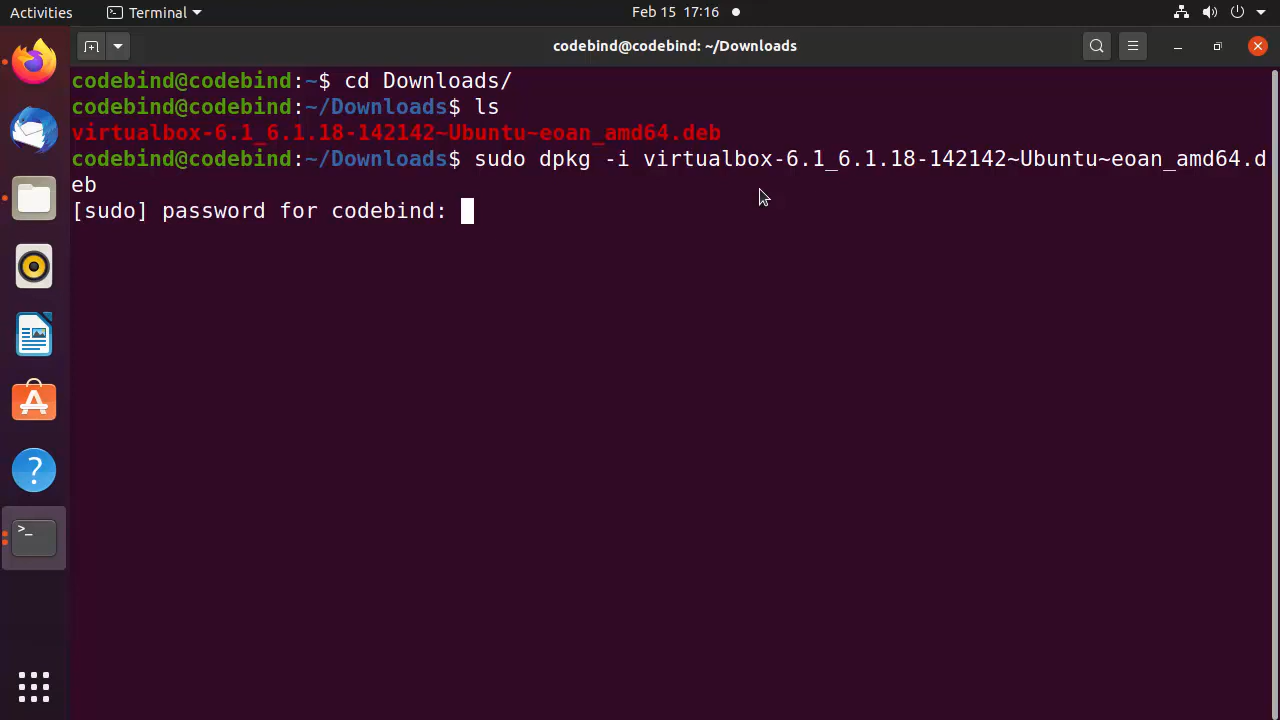 Activities Terminal Feb 15 17:16
codebind@codebind: ~/Downloads
codebind@codebind:~$ cd Downloads/
codebind@codebind:~/Downloads$ ls
virtualbox-6.1_6.1.18-142142~Ubuntu~eoan_amd64.deb
codebind@codebind:~/Downloads$ sudo dpkg -i virtualbox-6.1_6.1.18-142142~Ubuntu~eoan_amd64.d
eb
[sudo] password for codebind: